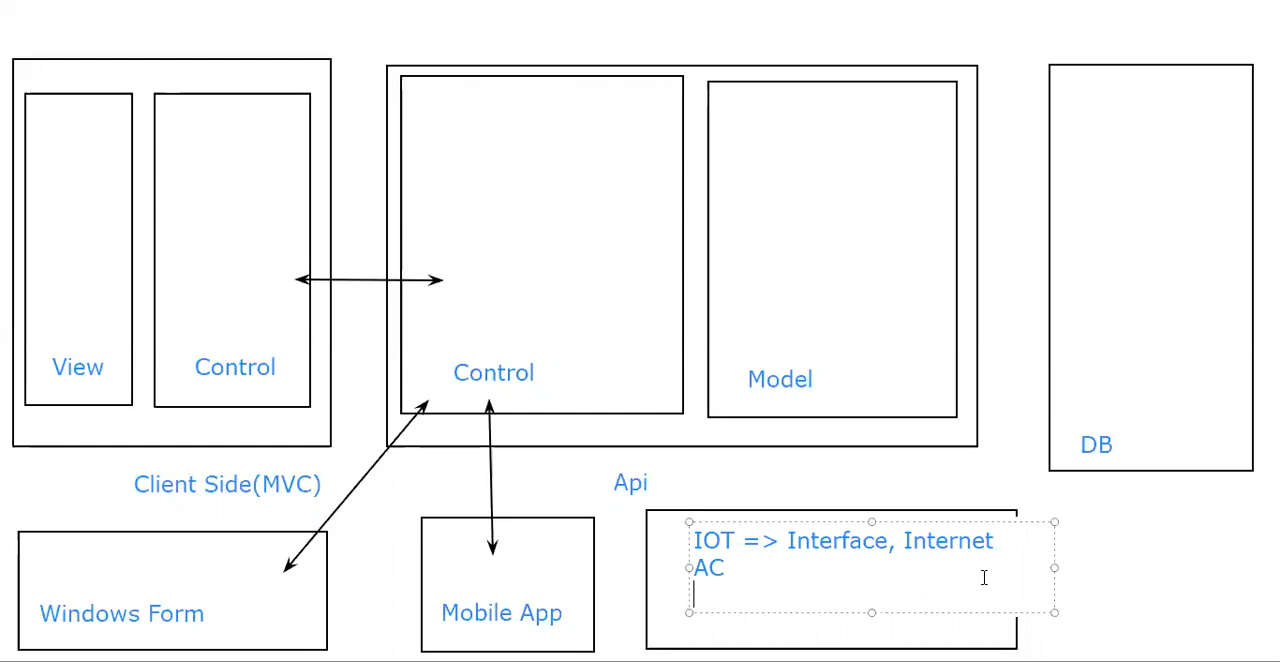 View
Control
Control
Model
DB
Client Side(MVC)
Api
IOT => Interface, Internet
AC
Windows Form
Mobile App